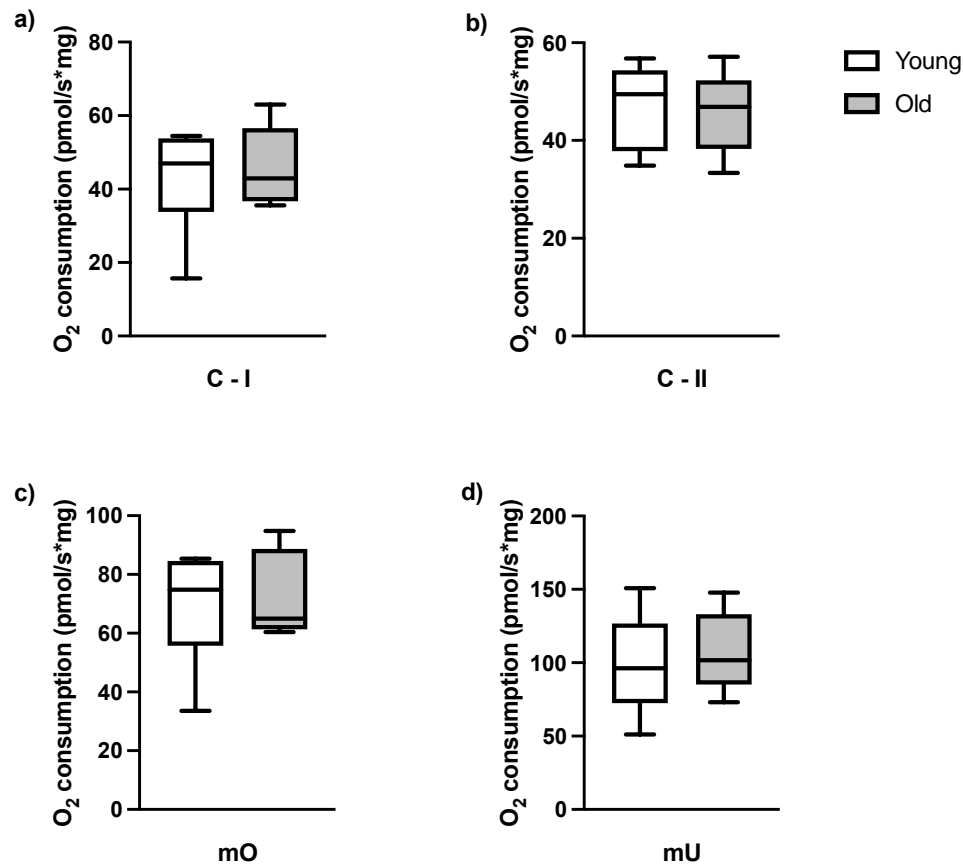 a)
O2 consumption (pmol/s*mg)
80
60
40
20
0
C - I
b)
O2 consumption (pmol/s*mg)
60
40
20
0
C - II
Young
Old
c)
O2 consumption (pmol/s*mg)
100
80
60
40
20
0
mO
d)
O2 consumption (pmol/s*mg)
200
150
100
50
0
mU